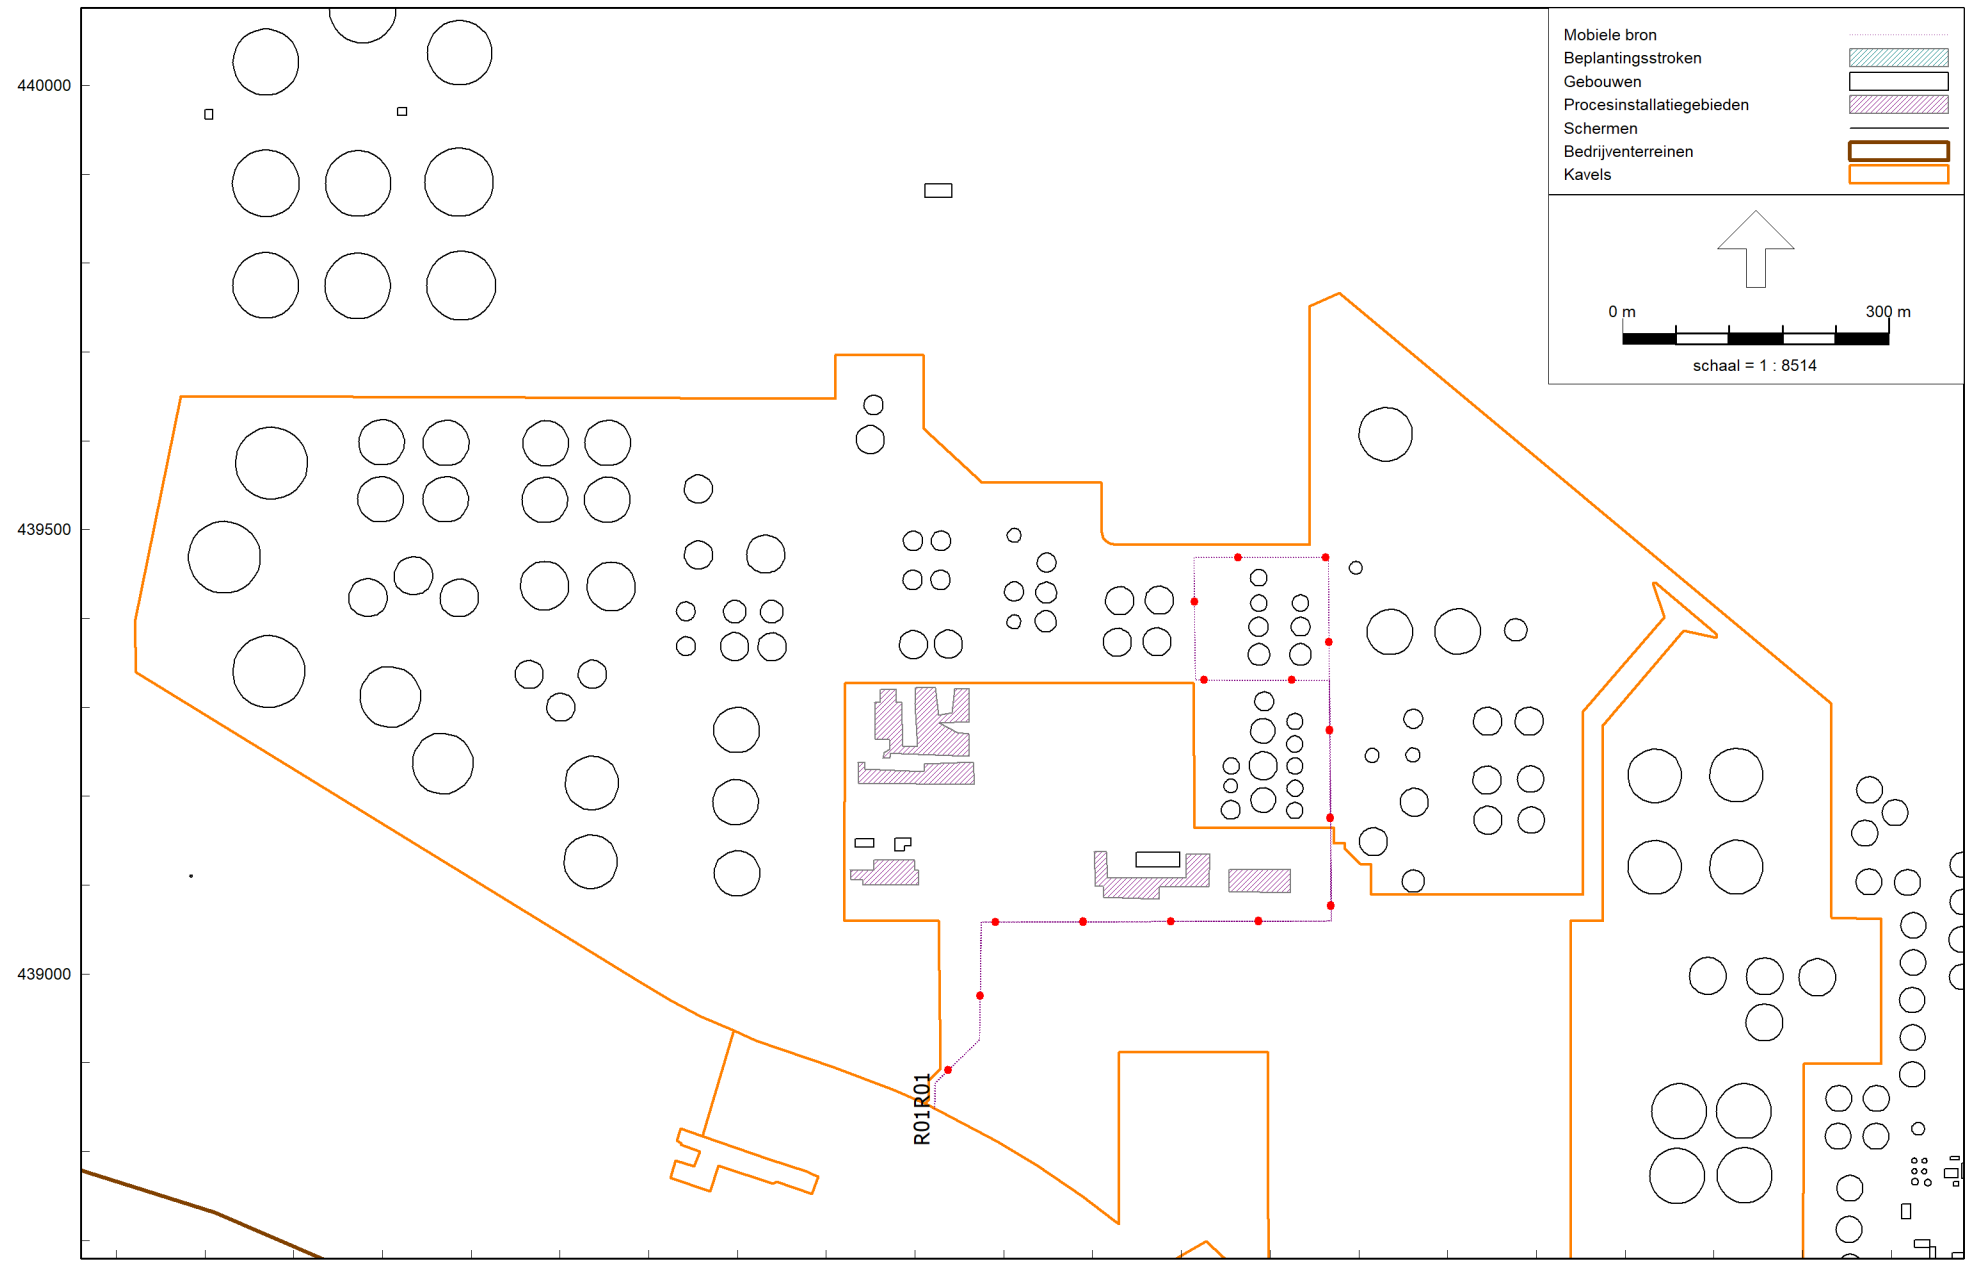 Mobiele bron
Beplantingsstroken
Gebouwen
Procesinstallatiegebieden
Schermen
Bedrijventerreinen
Kavels
0 m 300 m
schaal = 1 : 8514
440000
439500
439000
R01R01